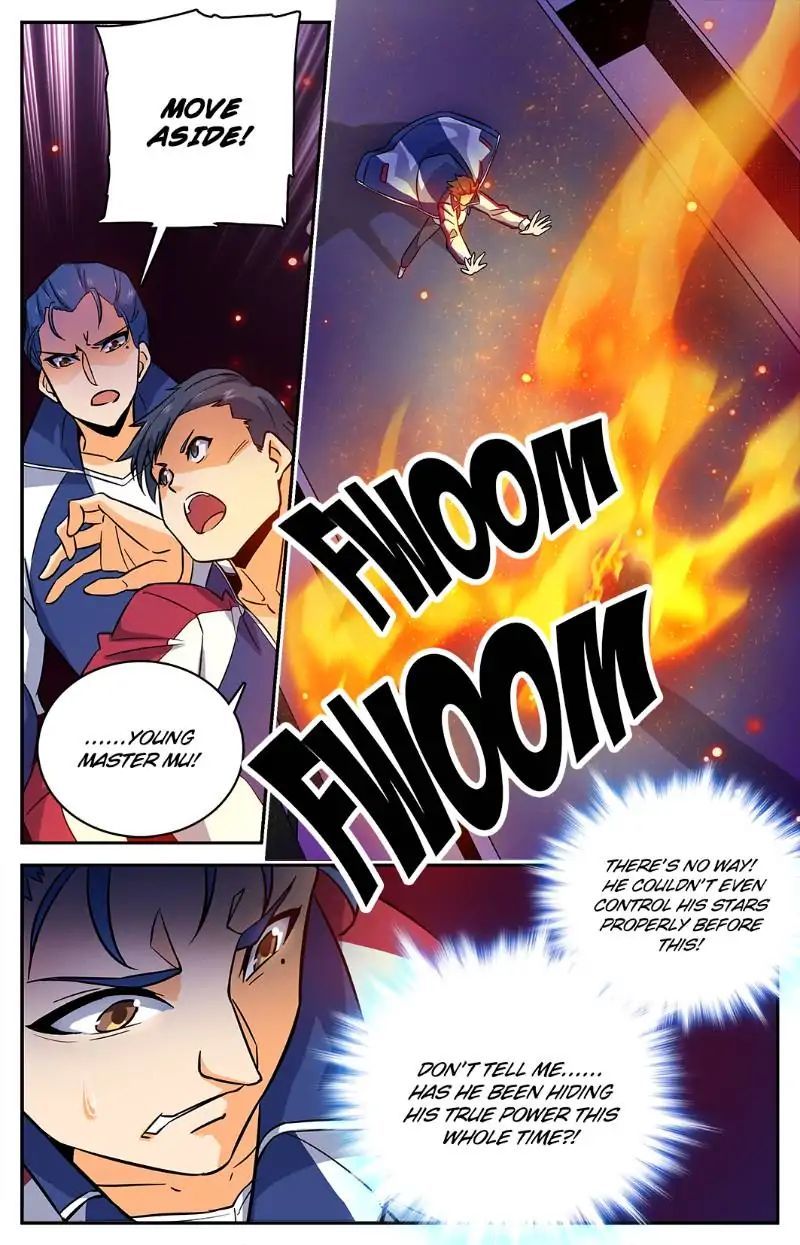 MOVE
ASIDE!
......YOUNG
MASTER MU!
FWOOM
FWOOM
THERE'S NO WAY!
HE COULDN'T EVEN
CONTROL HIS STARS
PROPERLY BEFORE
THIS!
DON'T TELL ME......
HAS HE BEEN HIDING
HIS TRUE POWER THIS
WHOLE TIME?!